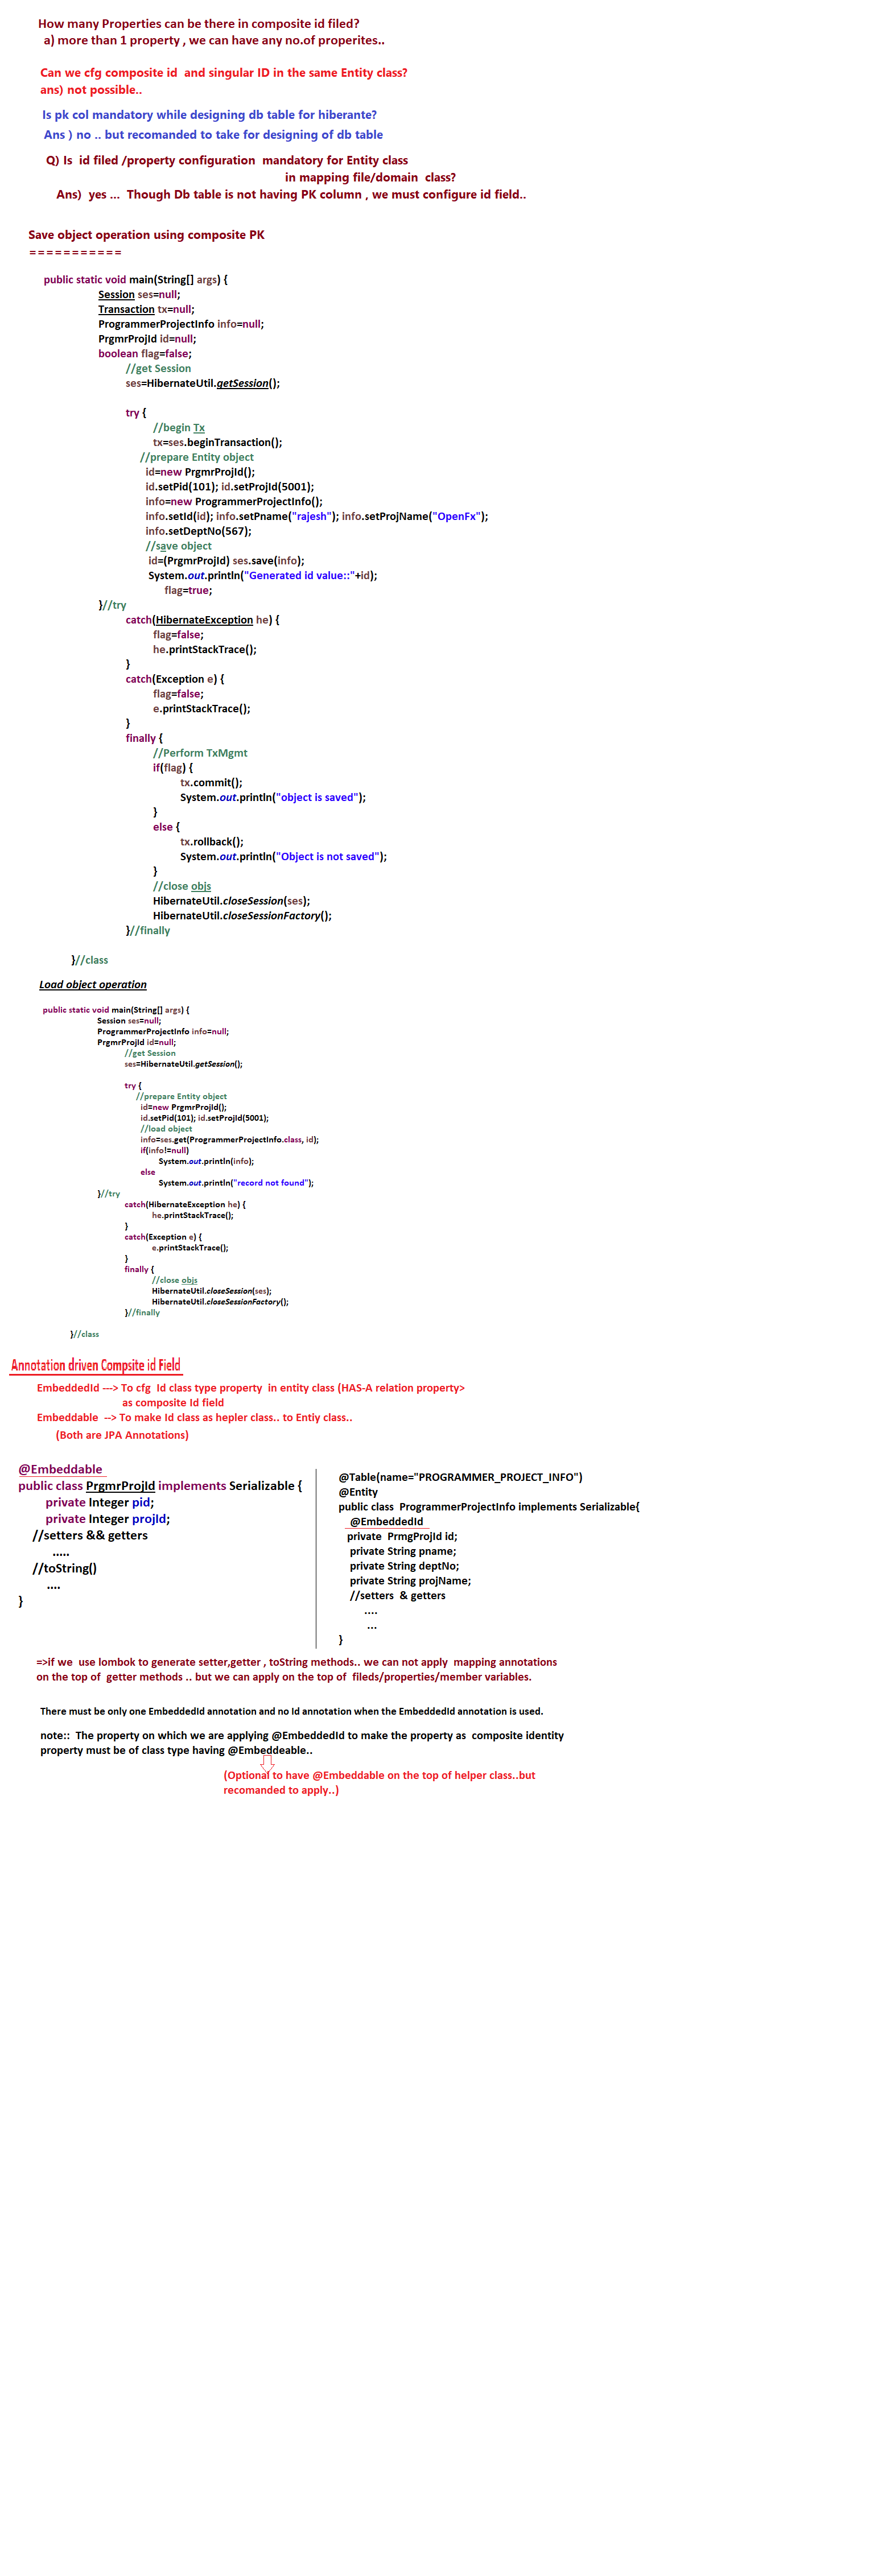 How many Properties can be there in composite id filed?
a) more than 1 property , we can have any no.of properites..
Can we cfg composite id  and singular ID in the same Entity class?
ans) not possible..
Is pk col mandatory while designing db table for hiberante?
Ans ) no .. but recomanded to take for designing of db table
Q) Is  id filed /property configuration  mandatory for Entity class
in mapping file/domain  class?
Ans)  yes ...  Though Db table is not having PK column , we must configure id field..
Save object operation using composite PK
===========
public static void main(String[] args) {
Session ses=null;
Transaction tx=null;
ProgrammerProjectInfo info=null;
PrgmrProjId id=null;
boolean flag=false;
//get Session
ses=HibernateUtil.getSession();
try {
//begin Tx
tx=ses.beginTransaction();
//prepare Entity object
id=new PrgmrProjId();
id.setPid(101); id.setProjId(5001);
info=new ProgrammerProjectInfo();
info.setId(id); info.setPname("rajesh"); info.setProjName("OpenFx");
info.setDeptNo(567);
//save object
id=(PrgmrProjId) ses.save(info);
System.out.println("Generated id value::"+id);
flag=true;
}//try
catch(HibernateException he) {
flag=false;
he.printStackTrace();
}
catch(Exception e) {
flag=false;
e.printStackTrace();
}
finally {
//Perform TxMgmt
if(flag) {
tx.commit();
System.out.println("object is saved");
}
else {
tx.rollback();
System.out.println("Object is not saved");
}
//close objs
HibernateUtil.closeSession(ses);
HibernateUtil.closeSessionFactory();
}//finally
}//class
Load object operation
public static void main(String[] args) {
Session ses=null;
ProgrammerProjectInfo info=null;
PrgmrProjId id=null;
//get Session
ses=HibernateUtil.getSession();
try {
//prepare Entity object
id=new PrgmrProjId();
id.setPid(101); id.setProjId(5001);
//load object
info=ses.get(ProgrammerProjectInfo.class, id);
if(info!=null)
System.out.println(info);
else
System.out.println("record not found");
}//try
catch(HibernateException he) {
he.printStackTrace();
}
catch(Exception e) {
e.printStackTrace();
}
finally {
//close objs
HibernateUtil.closeSession(ses);
HibernateUtil.closeSessionFactory();
}//finally
}//class
Annotation driven Compsite id Field
EmbeddedId ---> To cfg  Id class type property  in entity class (HAS-A relation property>
as composite Id field
Embeddable  --> To make Id class as hepler class.. to Entiy class..
(Both are JPA Annotations)
@Embeddable
public class PrgmrProjId implements Serializable {
private Integer pid;
private Integer projId;
//setters && getters
.....
//toString()
....
}
@Table(name="PROGRAMMER_PROJECT_INFO")
@Entity
public class  ProgrammerProjectInfo implements Serializable{
@EmbeddedId
private  PrmgProjId id;
private String pname;
private String deptNo;
private String projName;
//setters  & getters
....
...
}
=>if we  use lombok to generate setter,getter , toString methods.. we can not apply  mapping annotations
on the top of  getter methods .. but we can apply on the top of  fileds/properties/member variables.
There must be only one EmbeddedId annotation and no Id annotation when the EmbeddedId annotation is used.
note::  The property on which we are applying @EmbeddedId to make the property as  composite identity
property must be of class type having @Embeddeable..
(Optional to have @Embeddable on the top of helper class..but
recomanded to apply..)